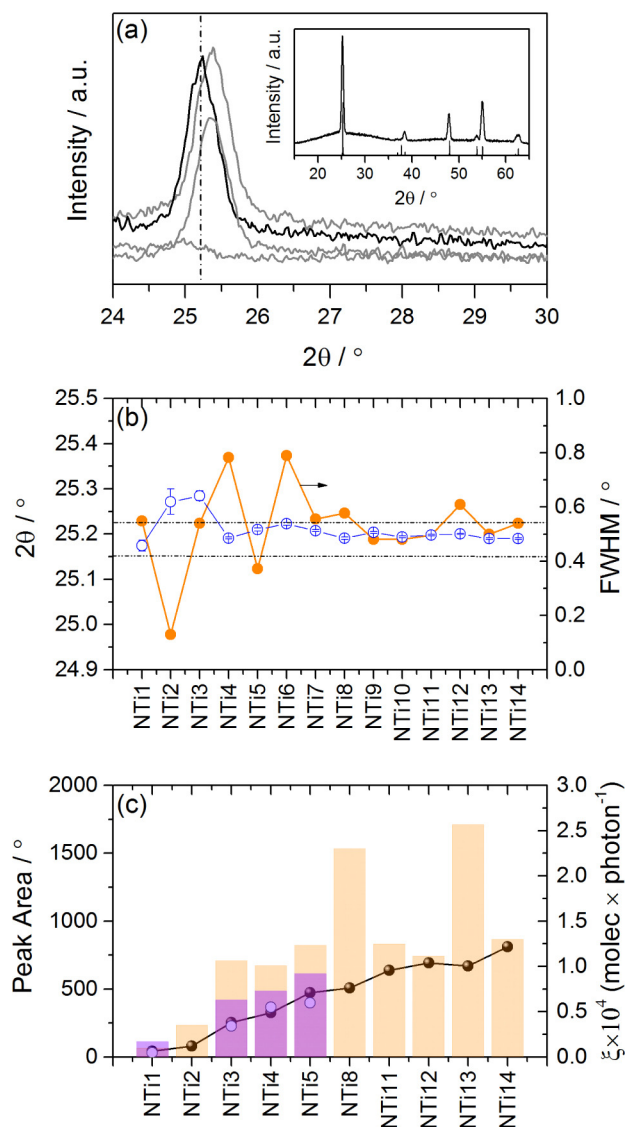 (a)
Intensity / a.u.
24 25 26 27 28 29 30
2θ / °
Intensity / a.u.
20 30 40 50 60
2θ / °
(b)
25.5
25.4
25.3
25.2
25.1
25.0
24.9
2θ / °
1.0
0.8
0.6
0.4
0.2
0.0
FWHM / °
NTi1
NTi2
NTi3
NTi4
NTi5
NTi6
NTi7
NTi8
NTi9
NTi10
NTi11
NTi12
NTi13
NTi14
(c)
2000
1500
1000
500
0
Peak Area / °
3.0
2.5
2.0
1.5
1.0
0.5
0.0
ξ×10⁴ (molec × photon⁻¹)
NTi1
NTi2
NTi3
NTi4
NTi5
NTi8
NTi11
NTi12
NTi13
NTi14